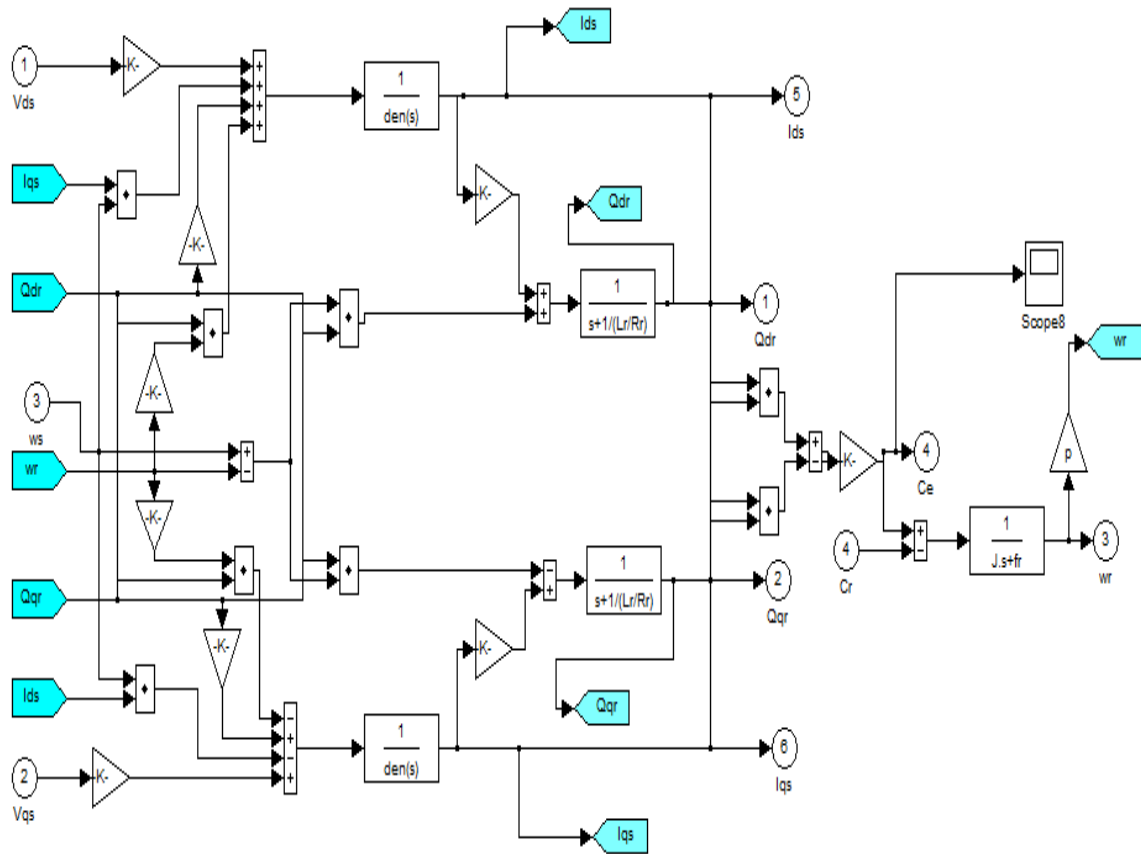 Ids
1
Vds
K-
+
+
+
+
1
den(s)
5
Ids
Iqs
K-
Qdr
-K-
Qdr
+
+
1
s+1/(Lr/Rr)
1
Qdr
Scope8
wr
-K-
3
ws
+
-
wr
+
-
K-
4
Ce
p
-K-
+
-
1
J.s+fr
3
wr
4
Cr
Qqr
-
+
1
s+1/(Lr/Rr)
2
Qqr
-K-
K-
Ids
Qqr
-
+
-
+
1
den(s)
6
Iqs
2
Vqs
K-
Iqs